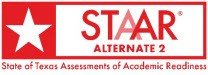 STAAR®
ALTERNATE 2
State of Texas Assessments of Academic Readiness